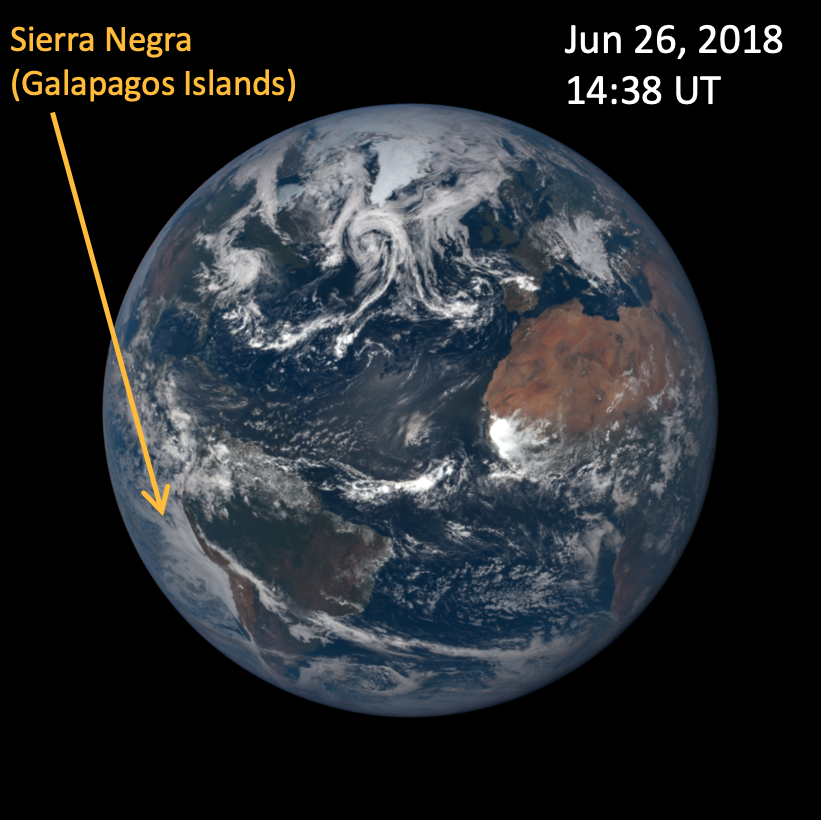 Sierra Negra
(Galapagos Islands)
Jun 26, 2018
14:38 UT